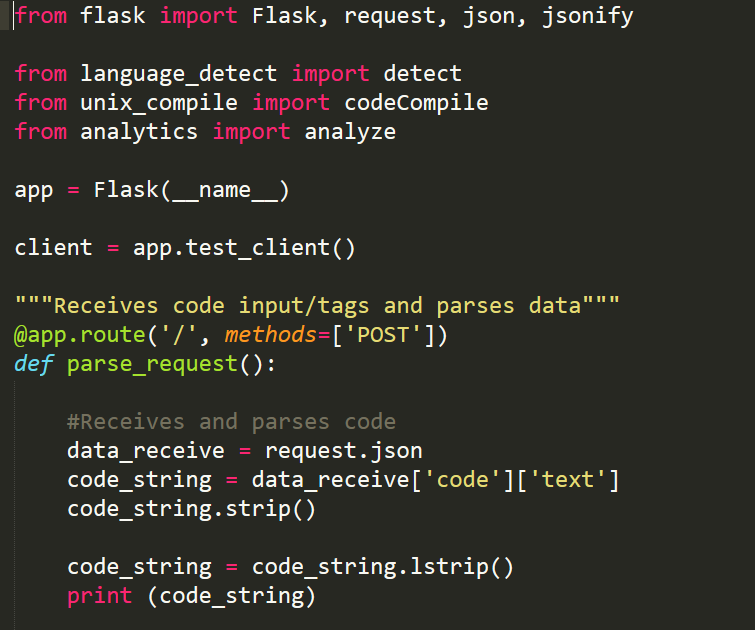 from flask import Flask, request, json, jsonify
from language_detect import detect
from unix_compile import codeCompile
from analytics import analyze
app = Flask(__name__)
client = app.test_client()
"""Receives code input/tags and parses data"""
@app.route('/', methods=['POST'])
def parse_request():
#Receives and parses code
data_receive = request.json
code_string = data_receive['code']['text']
code_string.strip()
code_string = code_string.lstrip()
print (code_string)